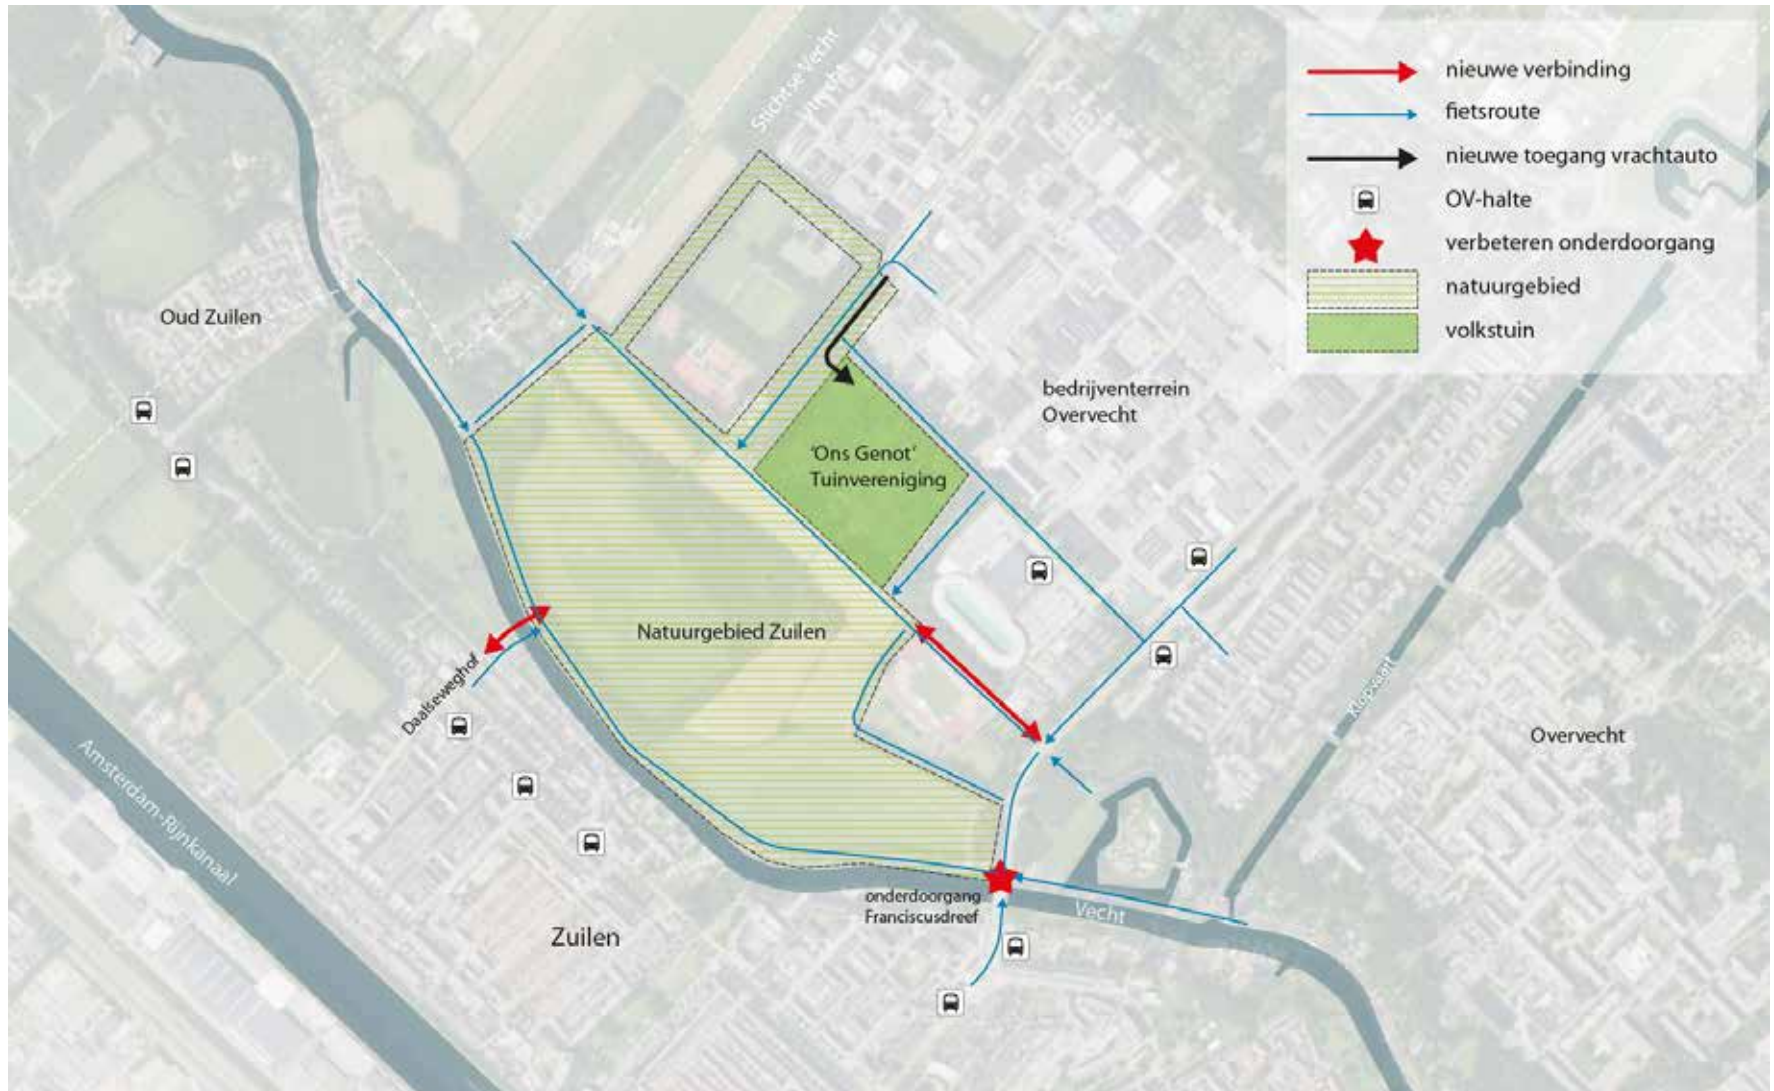 nieuwe verbinding
fietsroute
nieuwe toegang vrachtauto
OV-halte
verbeteren onderdoorgang
natuurgebied
volkstuin
Stichtse Vecht
Utrecht
Oud Zuilen
bedrijventerrein
Overvecht
'Ons Genot'
Tuinvereniging
Natuurgebied Zuilen
Daalseweghof
Klopvaart
Overvecht
Amsterdam-Rijnkanaal
onderdoorgang
Franciscusdreef
Vecht
Zuilen